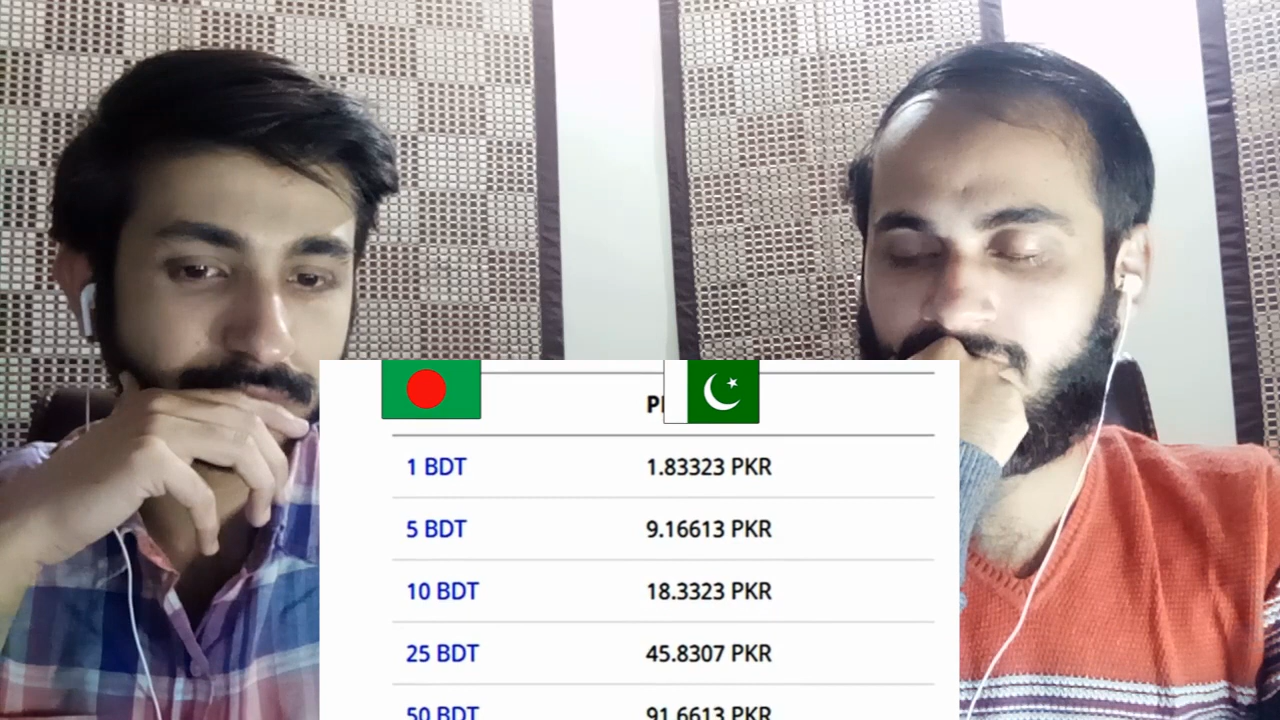 1 BDT 1.83323 PKR
5 BDT 9.16613 PKR
10 BDT 18.3323 PKR
25 BDT 45.8307 PKR
50 BDT 91.6613 PKR